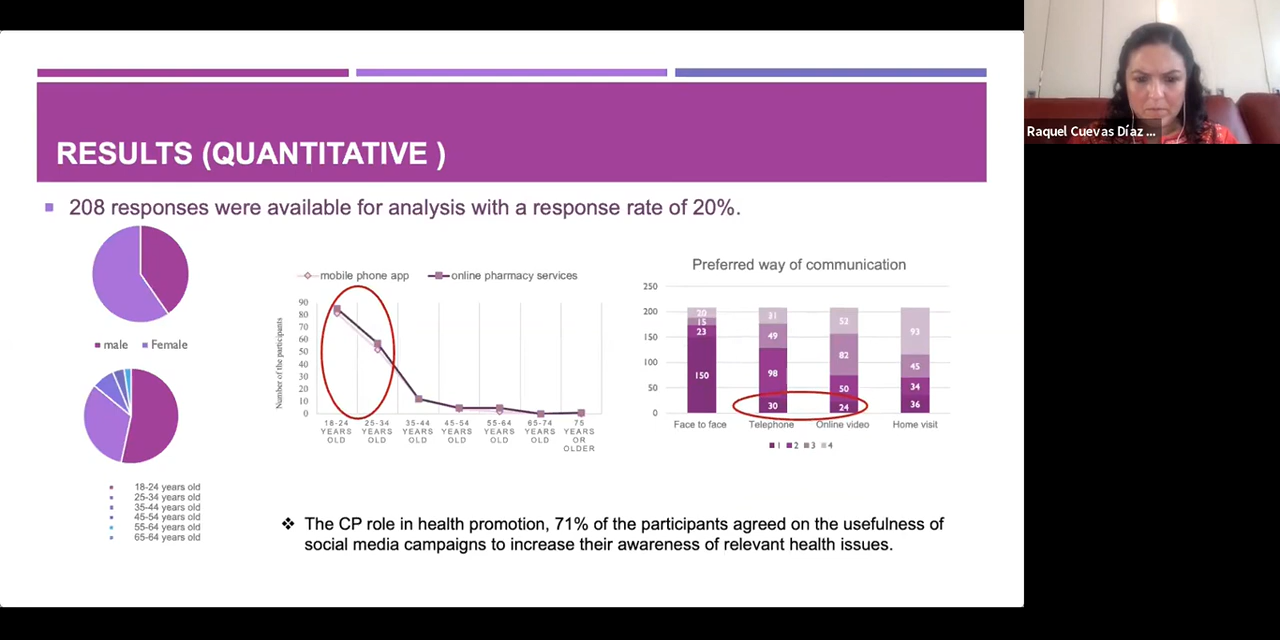 RESULTS (QUANTITATIVE )
208 responses were available for analysis with a response rate of 20%.
male Female
18-24 years old
25-34 years old
35-44 years old
45-54 years old
55-64 years old
65-64 years old
mobile phone app online pharmacy services
Number of the participants
90
80
70
60
50
40
30
20
10
0
18-24 YEARS OLD
25-34 YEARS OLD
35-44 YEARS OLD
45-54 YEARS OLD
55-64 YEARS OLD
65-74 YEARS OLD
75 YEARS OR OLDER
Preferred way of communication
250
200
150
100
50
0
20 31 52 93
15 49 82 45
23 98 50 34
150 30 24 36
Face to face Telephone Online video Home visit
1 2 3 4
The CP role in health promotion, 71% of the participants agreed on the usefulness of
social media campaigns to increase their awareness of relevant health issues.
Raquel Cuevas Díaz ...